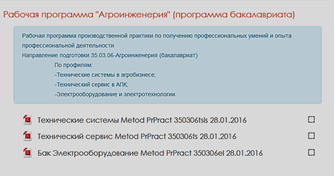 Рабочая программа "Агроинженерия" (программа бакалавриата)
Рабочая программа производственной практики по получению профессиональных умений и опыта
профессиональной деятельности
Направление подготовки 35.03.06-Агроинженерия (бакалавриат)
По профилям:
-Технические системы в агробизнесе;
-Технический сервис в АПК;
-Электрооборудование и электротехнологии
Технические системы Metod PrPract 350306tsis 28.01.2016
Технический сервис Metod PrPract 350306ts 28.01.2016
Бак Электрооборудование Metod PrPract 350306el 28.01.2016